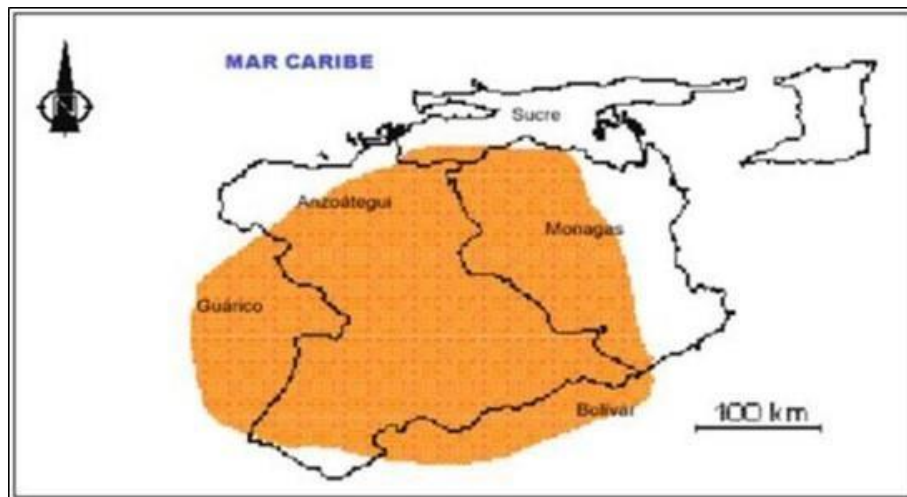 MAR CARIBE
N
Sucre
Anzoátegui
Monagas
Guárico
Bolívar
100 km